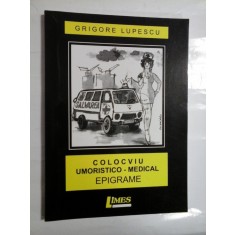 GRIGORE LUPESCU
SALVAREA
COLOCVIU
UMORISTICO - MEDICAL
EPIGRAME
LIMES